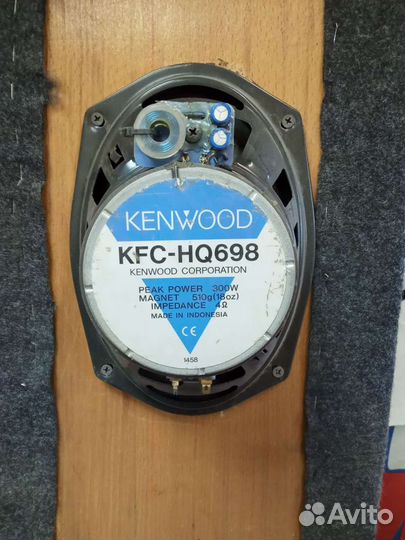 KENWOOD
KFC-HQ698
KENWOOD CORPORATION
PEAK POWER 300W
MAGNET 510g(18oz)
IMPEDANCE 4Ω
MADE IN INDONESIA
CE
1458
Avito